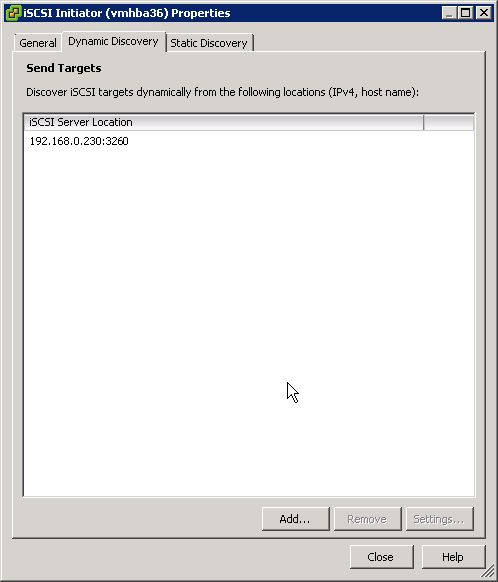 iSCSI Initiator (vmhba36) Properties
General Dynamic Discovery Static Discovery
Send Targets
Discover iSCSI targets dynamically from the following locations (IPv4, host name):
iSCSI Server Location
192.168.0.230:3260
Add... Remove Settings...
Close Help